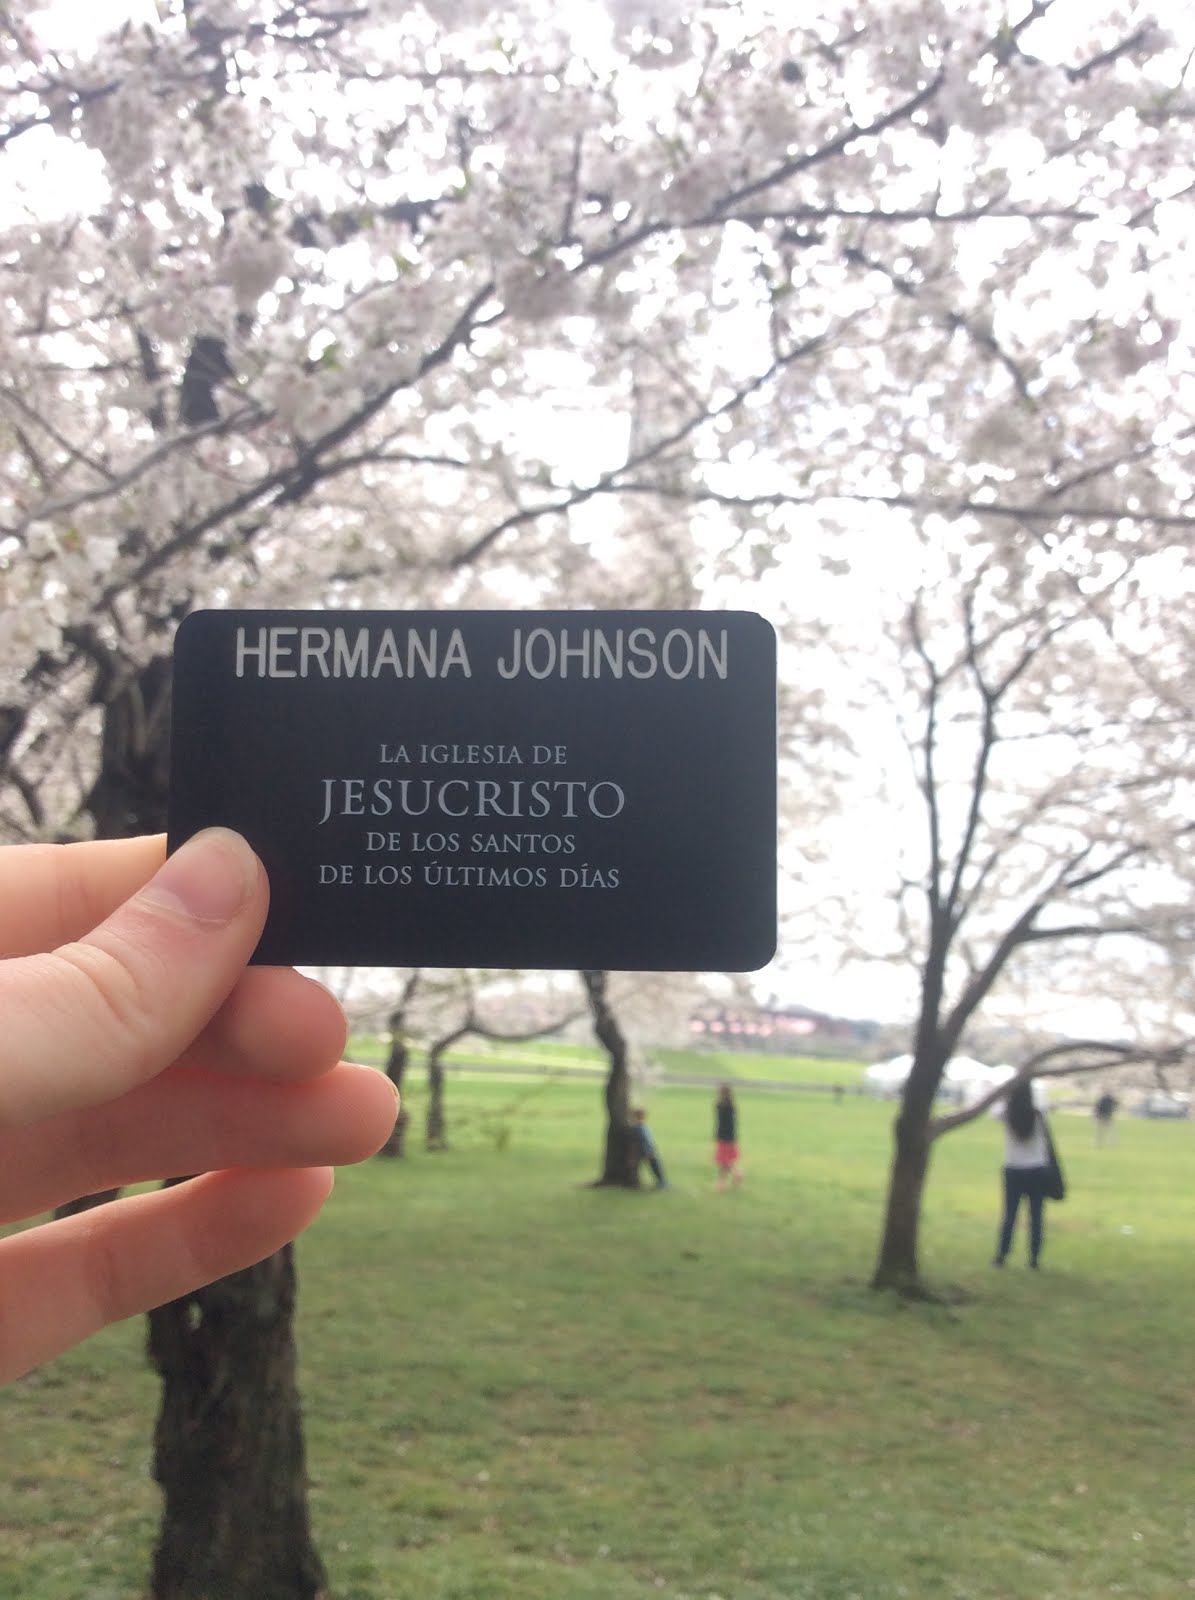 HERMANA JOHNSON
LA IGLESIA DE
JESUCRISTO
DE LOS SANTOS
DE LOS ÚLTIMOS DÍAS